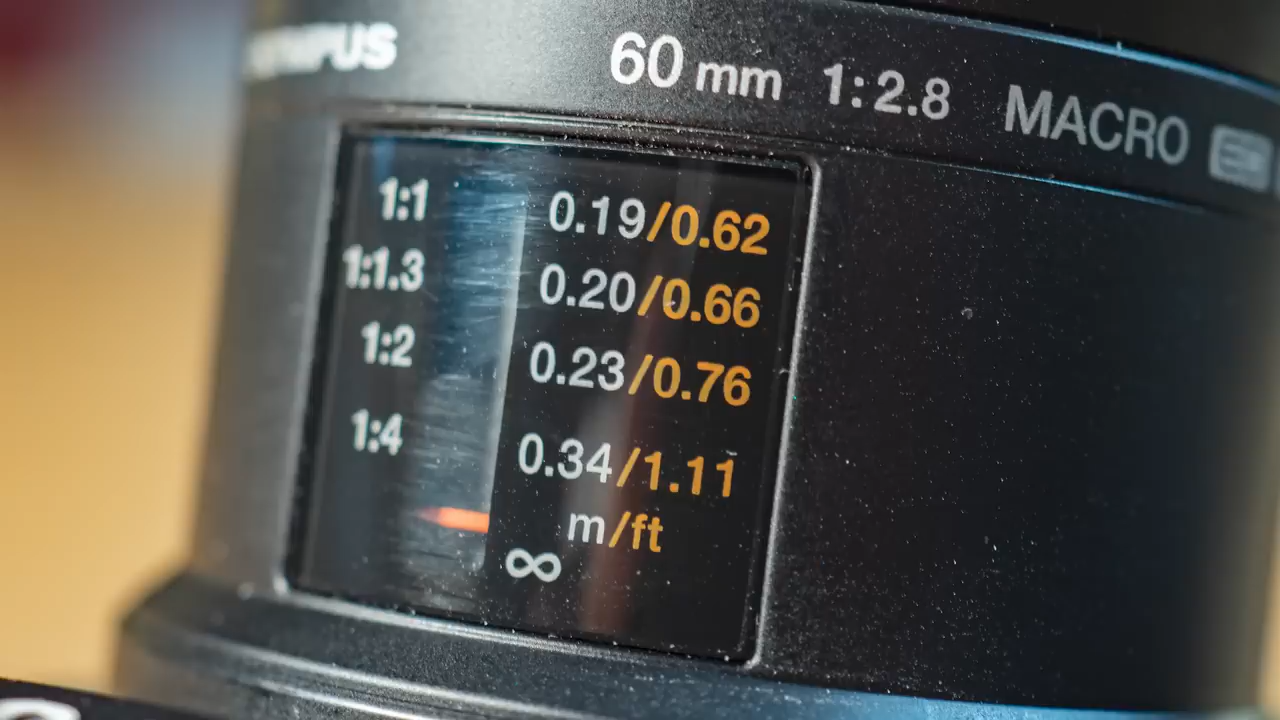 OLYMPUS 60 mm 1:2.8 MACRO
1:1 0.19/0.62
1:1.3 0.20/0.66
1:2 0.23/0.76
1:4 0.34/1.11
m/ft
∞